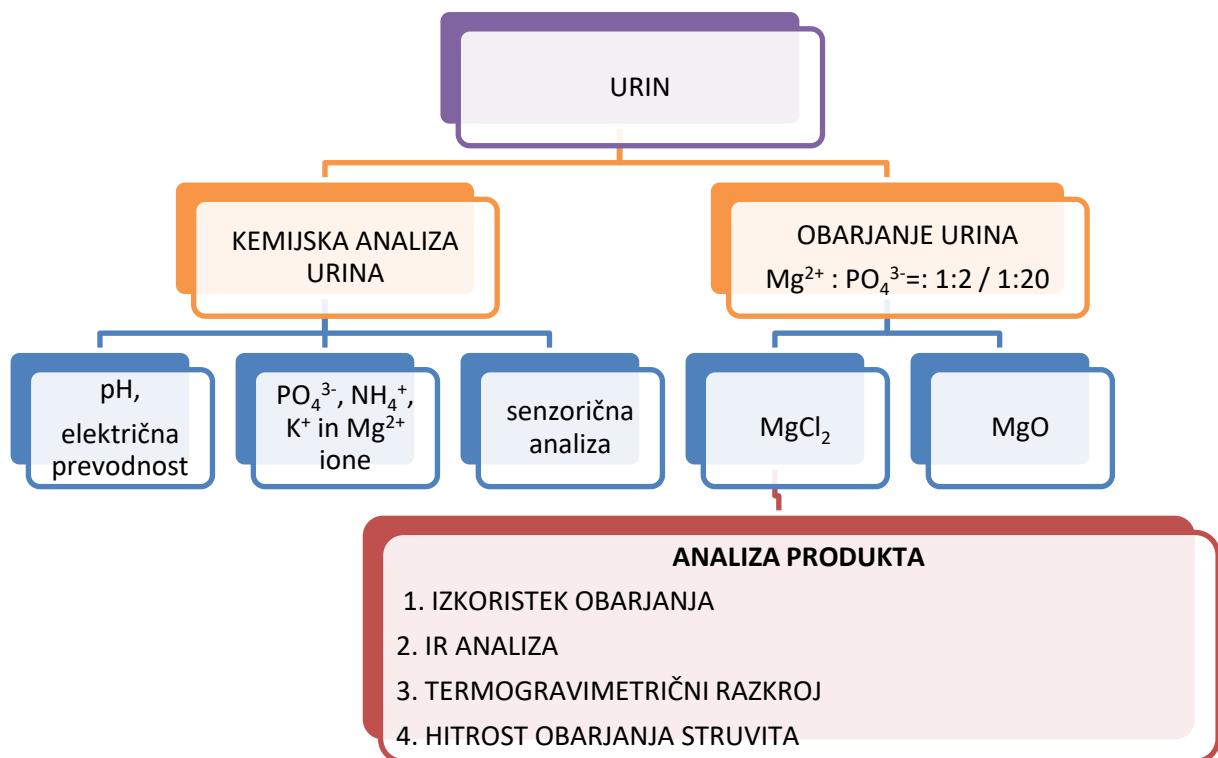 URIN
KEMIJSKA ANALIZA
URINA
OBARJANJE URINA
Mg²⁺ : PO₄³⁻=: 1:2 / 1:20
pH,
električna
prevodnost
PO₄³⁻, NH₄⁺,
K⁺ in Mg²⁺
ione
senzorična
analiza
MgCl₂
MgO
ANALIZA PRODUKTA
1. IZKORISTEK OBARJANJA
2. IR ANALIZA
3. TERMOGRAVIMETRIČNI RAZKROJ
4. HITROST OBARJANJA STRUVITA